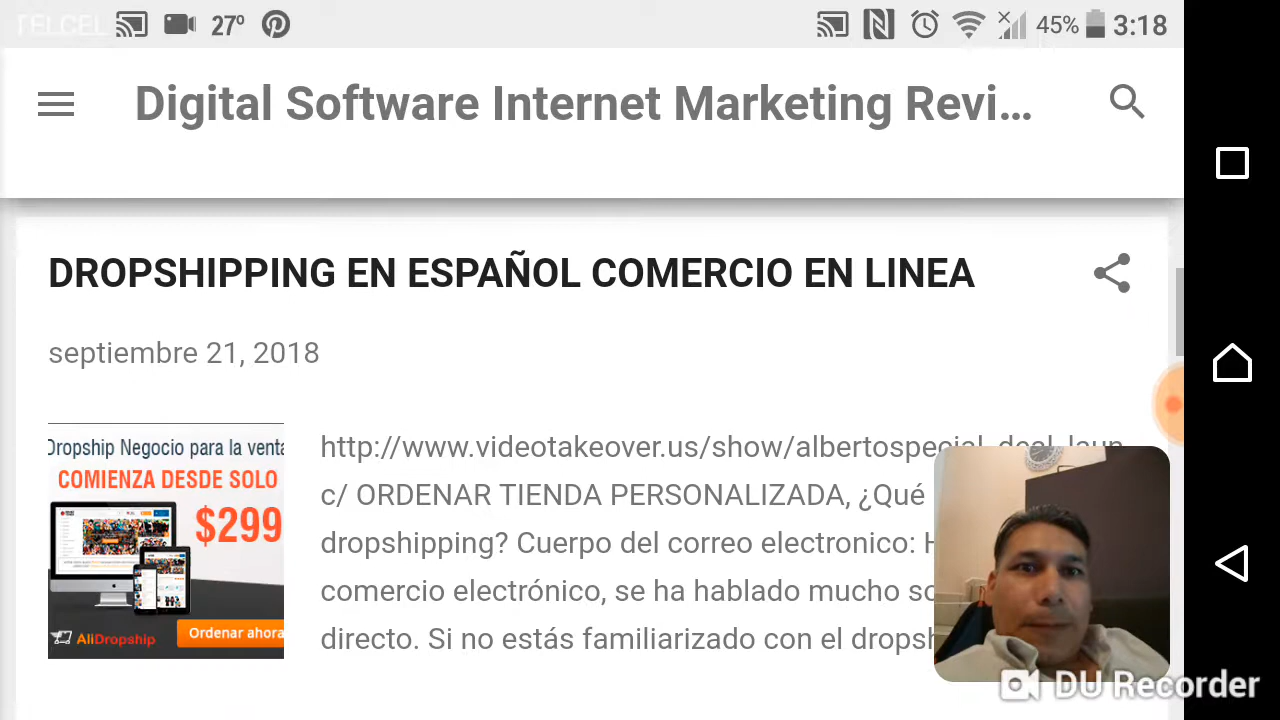 TELCEL 27º 45% 3:18
Digital Software Internet Marketing Revi...
DROPSHIPPING EN ESPAÑOL COMERCIO EN LINEA
septiembre 21, 2018
Dropship Negocio para la venta
COMIENZA DESDE SOLO
$299
AliDropship
Ordenar ahora
http://www.videotakeover.us/show/albertospecial_deal_laun
c/ ORDENAR TIENDA PERSONALIZADA, ¿Qué
dropshipping? Cuerpo del correo electronico: H
comercio electrónico, se ha hablado mucho so
directo. Si no estás familiarizado con el dropsh
DU Recorder